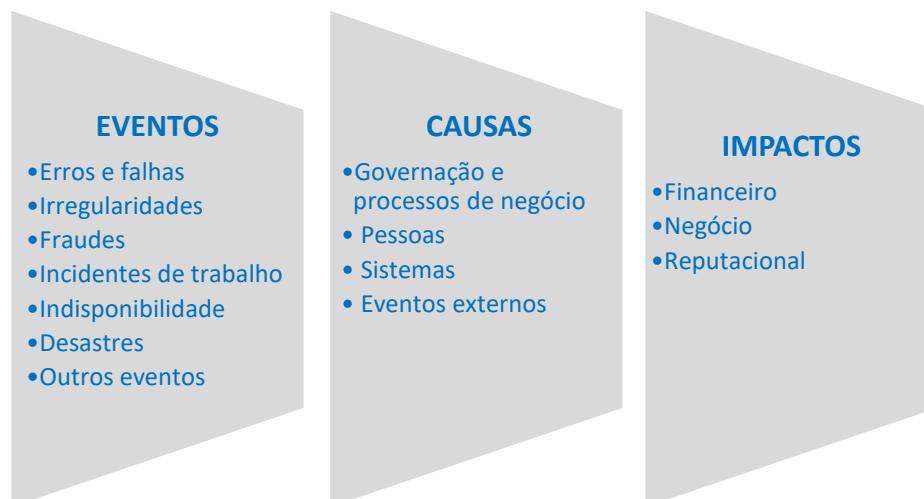 EVENTOS
•Erros e falhas
•Irregularidades
•Fraudes
•Incidentes de trabalho
•Indisponibilidade
•Desastres
•Outros eventos
CAUSAS
•Governação e
processos de negócio
• Pessoas
• Sistemas
• Eventos externos
IMPACTOS
•Financeiro
•Negócio
•Reputacional